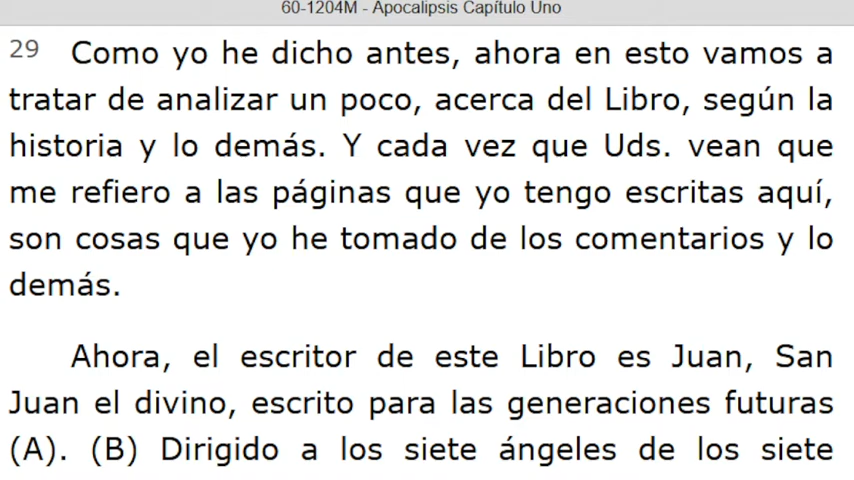 60-1204M - Apocalipsis Capítulo Uno
29 Como yo he dicho antes, ahora en esto vamos a
tratar de analizar un poco, acerca del Libro, según la
historia y lo demás. Y cada vez que Uds. vean que
me refiero a las páginas que yo tengo escritas aquí,
son cosas que yo he tomado de los comentarios y lo
demás.
Ahora, el escritor de este Libro es Juan, San
Juan el divino, escrito para las generaciones futuras
(A). (B) Dirigido a los siete ángeles de los siete